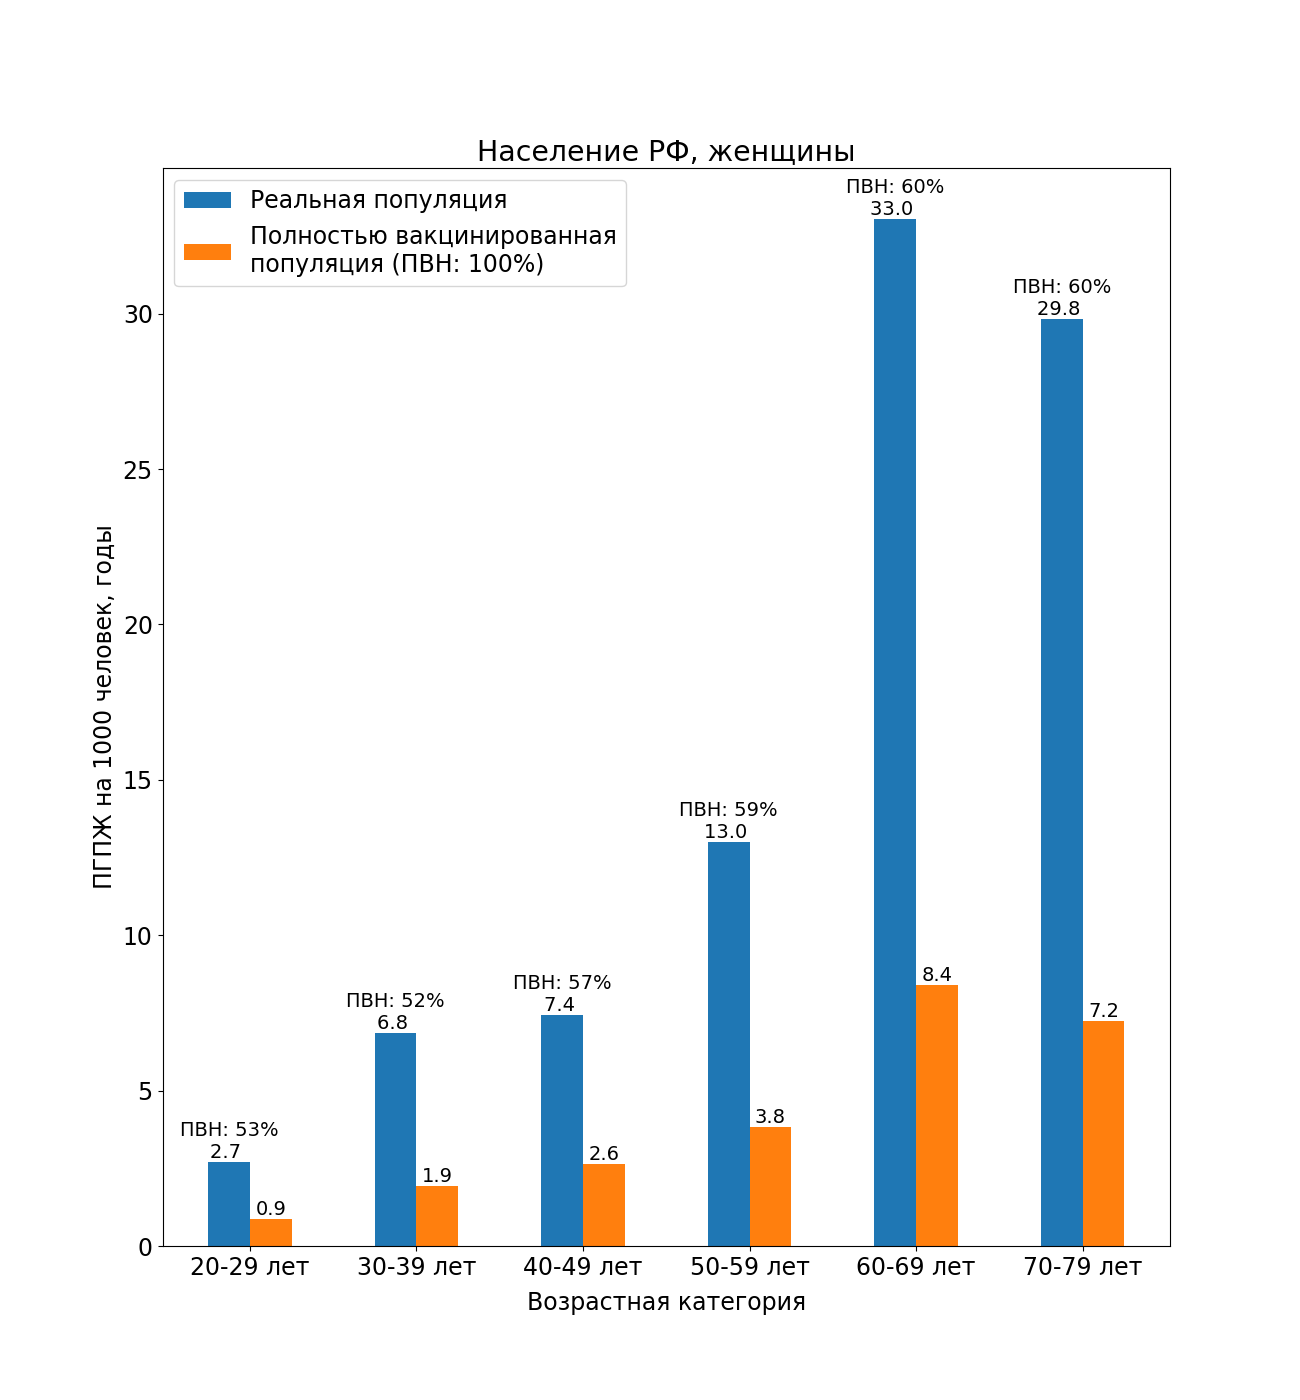 Население РФ, женщины
Реальная популяция
Полностью вакцинированная
популяция (ПВН: 100%)
ПГПЖ на 1000 человек, годы
30
25
20
15
10
5
0
ПВН: 53%
2.7
0.9
ПВН: 52%
6.8
1.9
ПВН: 57%
7.4
2.6
ПВН: 59%
13.0
3.8
ПВН: 60%
33.0
8.4
ПВН: 60%
29.8
7.2
20-29 лет
30-39 лет
40-49 лет
50-59 лет
60-69 лет
70-79 лет
Возрастная категория